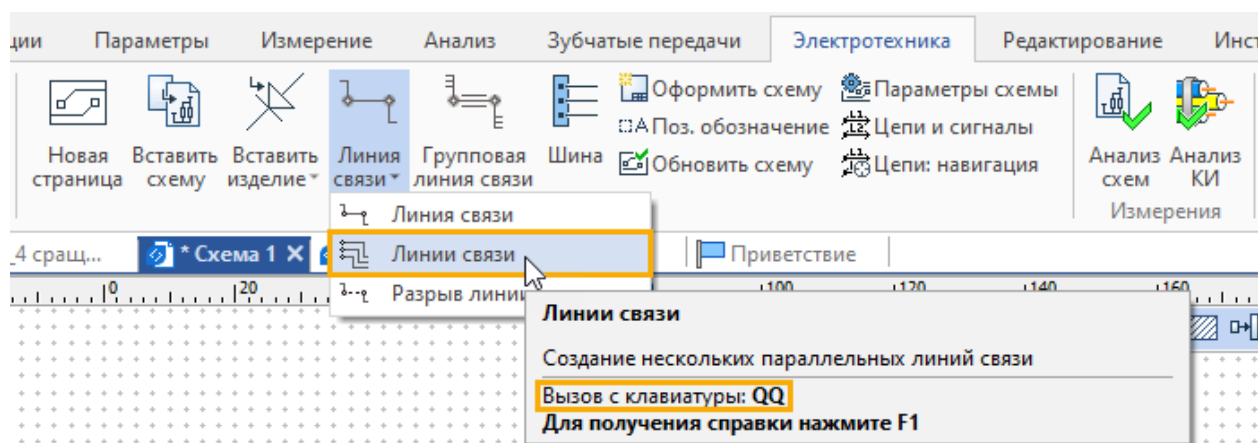 ции Параметры Измерение Анализ Зубчатые передачи Электротехника Редактирование Инст
Новая страница
Вставить схему
Вставить изделие
Линия связи
Групповая линия связи
Шина
Оформить схему
Поз. обозначение
Обновить схему
Параметры схемы
Цепи и сигналы
Цепи: навигация
Анализ схем
Анализ КИ
Измерения
Линия связи
Линии связи
Разрыв линии
_4 сращ... * Схема 1 Приветствие
0 20 100 120 140 160
Линии связи
Создание нескольких параллельных линий связи
Вызов с клавиатуры: QQ
Для получения справки нажмите F1